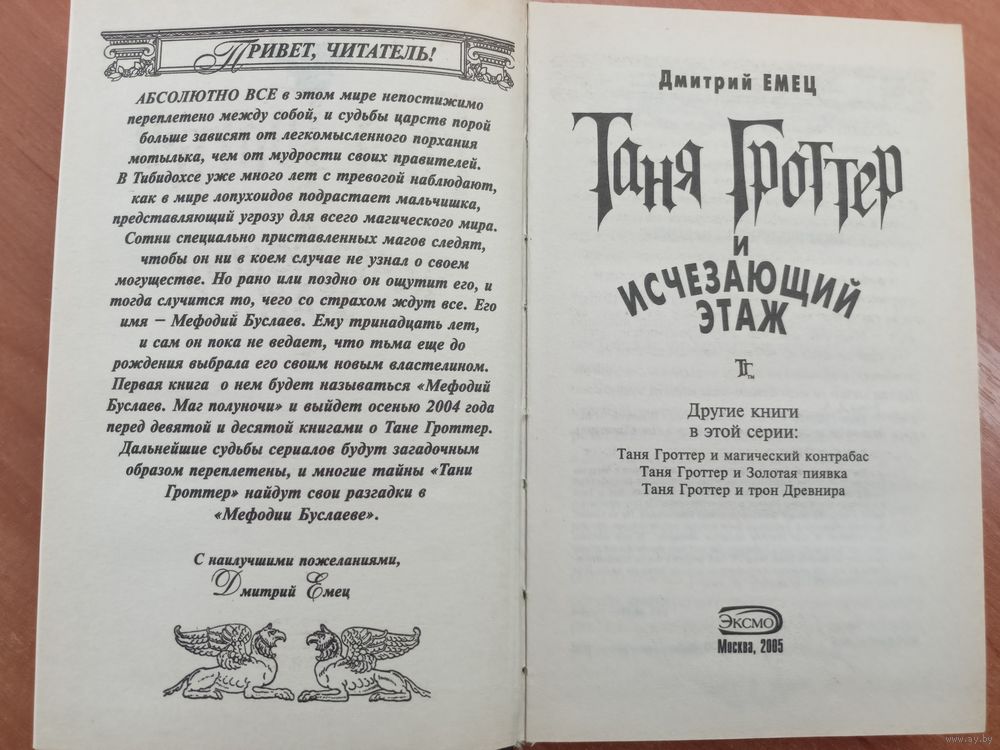 ПРИВЕТ, ЧИТАТЕЛЬ!
АБСОЛЮТНО ВСЕ в этом мире непостижимо
переплетено между собой, и судьбы царств порой
больше зависят от легкомысленного порхания
мотылька, чем от мудрости своих правителей.
В Тибидохсе уже много лет с тревогой наблюдают,
как в мире лопухоидов подрастает мальчишка,
представляющий угрозу для всего магического мира.
Сотни специально приставленных магов следят,
чтобы он ни в коем случае не узнал о своем
могуществе. Но рано или поздно он ощутит его, и
тогда случится то, чего со страхом ждут все. Его
имя – Мефодий Буслаев. Ему тринадцать лет,
и сам он пока не ведает, что тьма еще до
рождения выбрала его своим новым властелином.
Первая книга о нем будет называться «Мефодий
Буслаев. Маг полуночи» и выйдет осенью 2004 года
перед девятой и десятой книгами о Тане Гроттер.
Дальнейшие судьбы сериалов будут загадочным
образом переплетены, и многие тайны «Тани
Гроттер» найдут свои разгадки в
«Мефодии Буслаеве».
С наилучшими пожеланиями,
Дмитрий Емец
Дмитрий ЕМЕЦ
Таня Гроттер
и
ИСЧЕЗАЮЩИЙ
ЭТАЖ
ТГ™
Другие книги
в этой серии:
Таня Гроттер и магический контрабас
Таня Гроттер и Золотая пиявка
Таня Гроттер и трон Древнира
ЭКСМО
Москва, 2005
www.ay.by